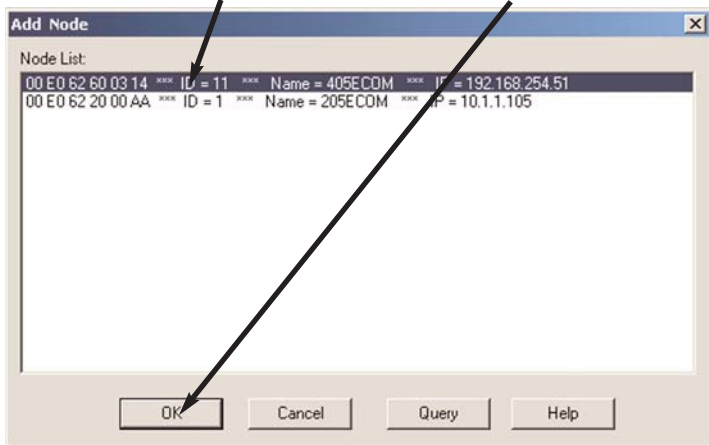 Add Node
Node List:
00 E0 62 60 03 14 *** ID = 11 *** Name = 405ECOM *** IP = 192.168.254.51
00 E0 62 20 00 AA *** ID = 1 *** Name = 205ECOM *** IP = 10.1.1.105
OK Cancel Query Help